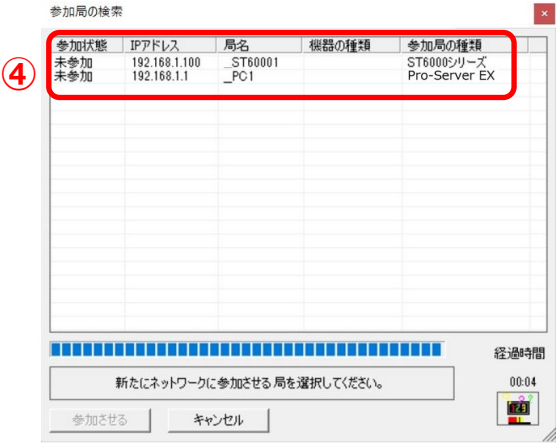 参加局の検索
参加状態 IPアドレス 局名 機器の種類 参加局の種類
④
未参加 192.168.1.100 _ST60001 ST6000シリーズ
未参加 192.168.1.1 _PC1 Pro-Server EX
経過時間
新たにネットワークに参加させる局を選択してください。
00:04
参加させる キャンセル